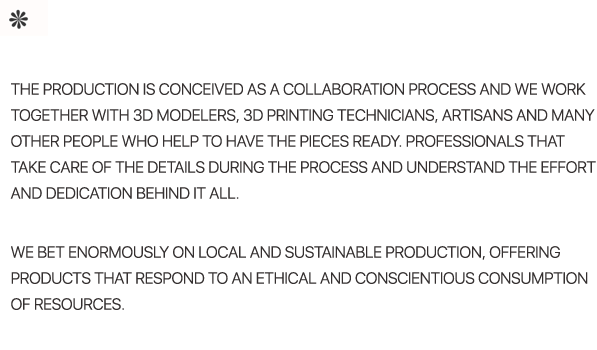 THE PRODUCTION IS CONCEIVED AS A COLLABORATION PROCESS AND WE WORK
TOGETHER WITH 3D MODELERS, 3D PRINTING TECHNICIANS, ARTISANS AND MANY
OTHER PEOPLE WHO HELP TO HAVE THE PIECES READY. PROFESSIONALS THAT
TAKE CARE OF THE DETAILS DURING THE PROCESS AND UNDERSTAND THE EFFORT
AND DEDICATION BEHIND IT ALL.
WE BET ENORMOUSLY ON LOCAL AND SUSTAINABLE PRODUCTION, OFFERING
PRODUCTS THAT RESPOND TO AN ETHICAL AND CONSCIENTIOUS CONSUMPTION
OF RESOURCES.